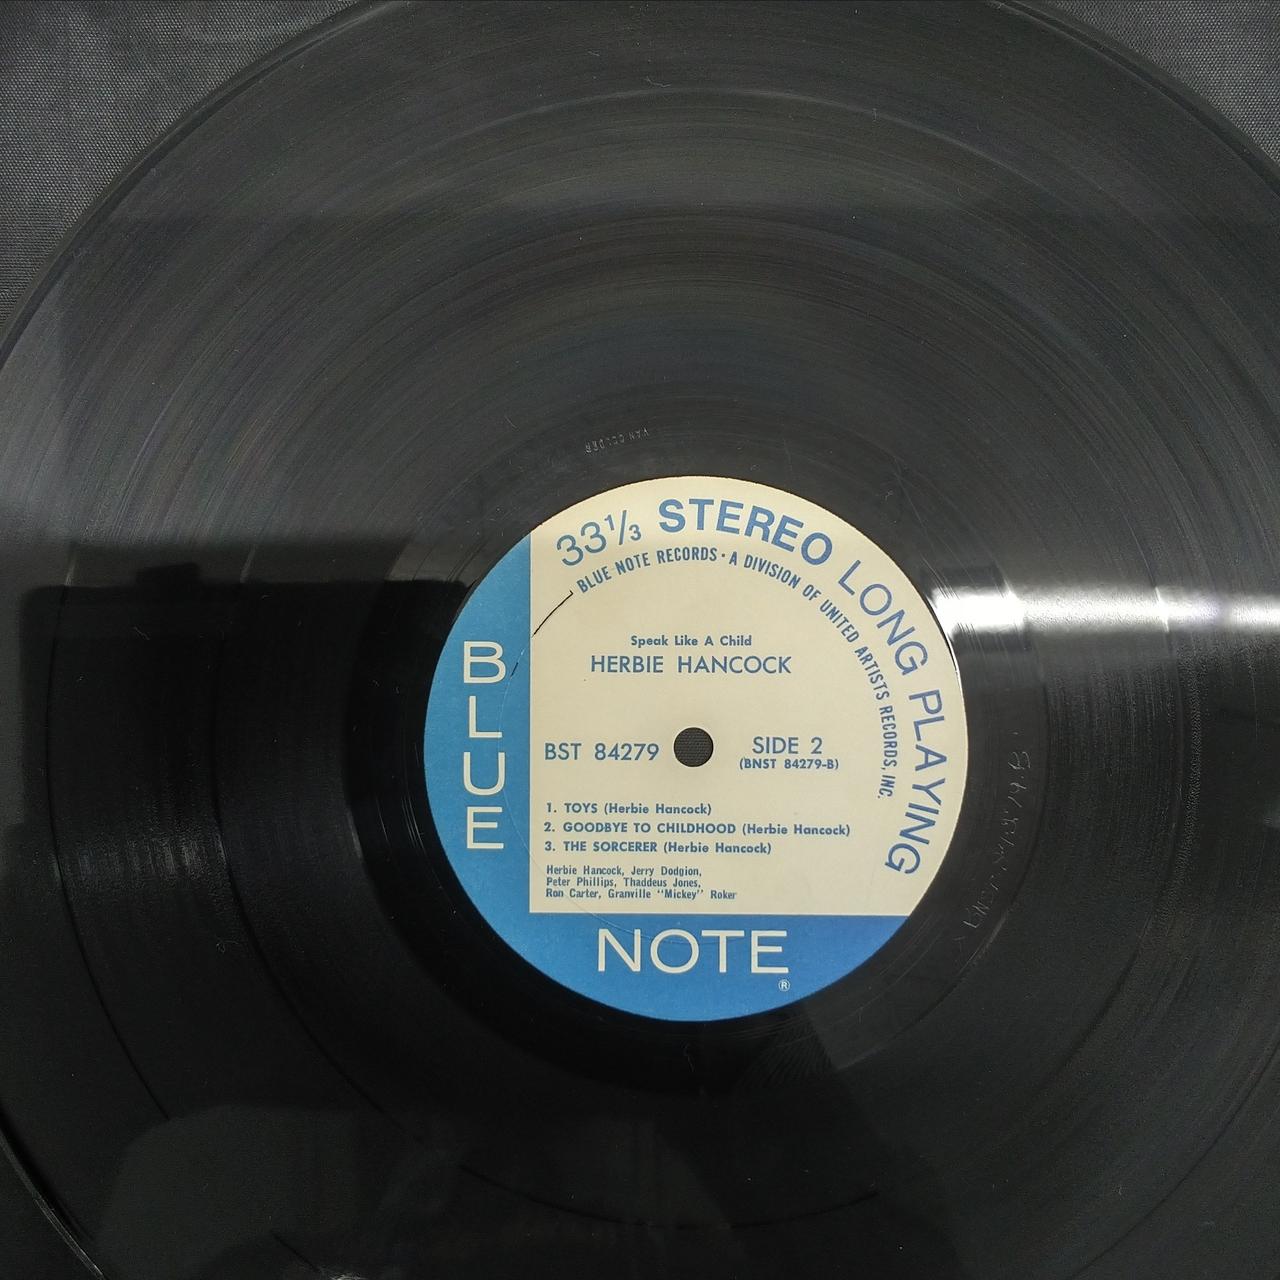 VAN GELDER
33⅓ STEREO LONG PLAYING
BLUE NOTE RECORDS · A DIVISION OF UNITED ARTISTS RECORDS, INC.
Speak Like A Child
HERBIE HANCOCK
BST 84279
SIDE 2
(BNST 84279-B)
1. TOYS (Herbie Hancock)
2. GOODBYE TO CHILDHOOD (Herbie Hancock)
3. THE SORCERER (Herbie Hancock)
Herbie Hancock, Jerry Dodgion,
Peter Phillips, Thaddeus Jones,
Ron Carter, Granville "Mickey" Roker
BLUE
NOTE
®